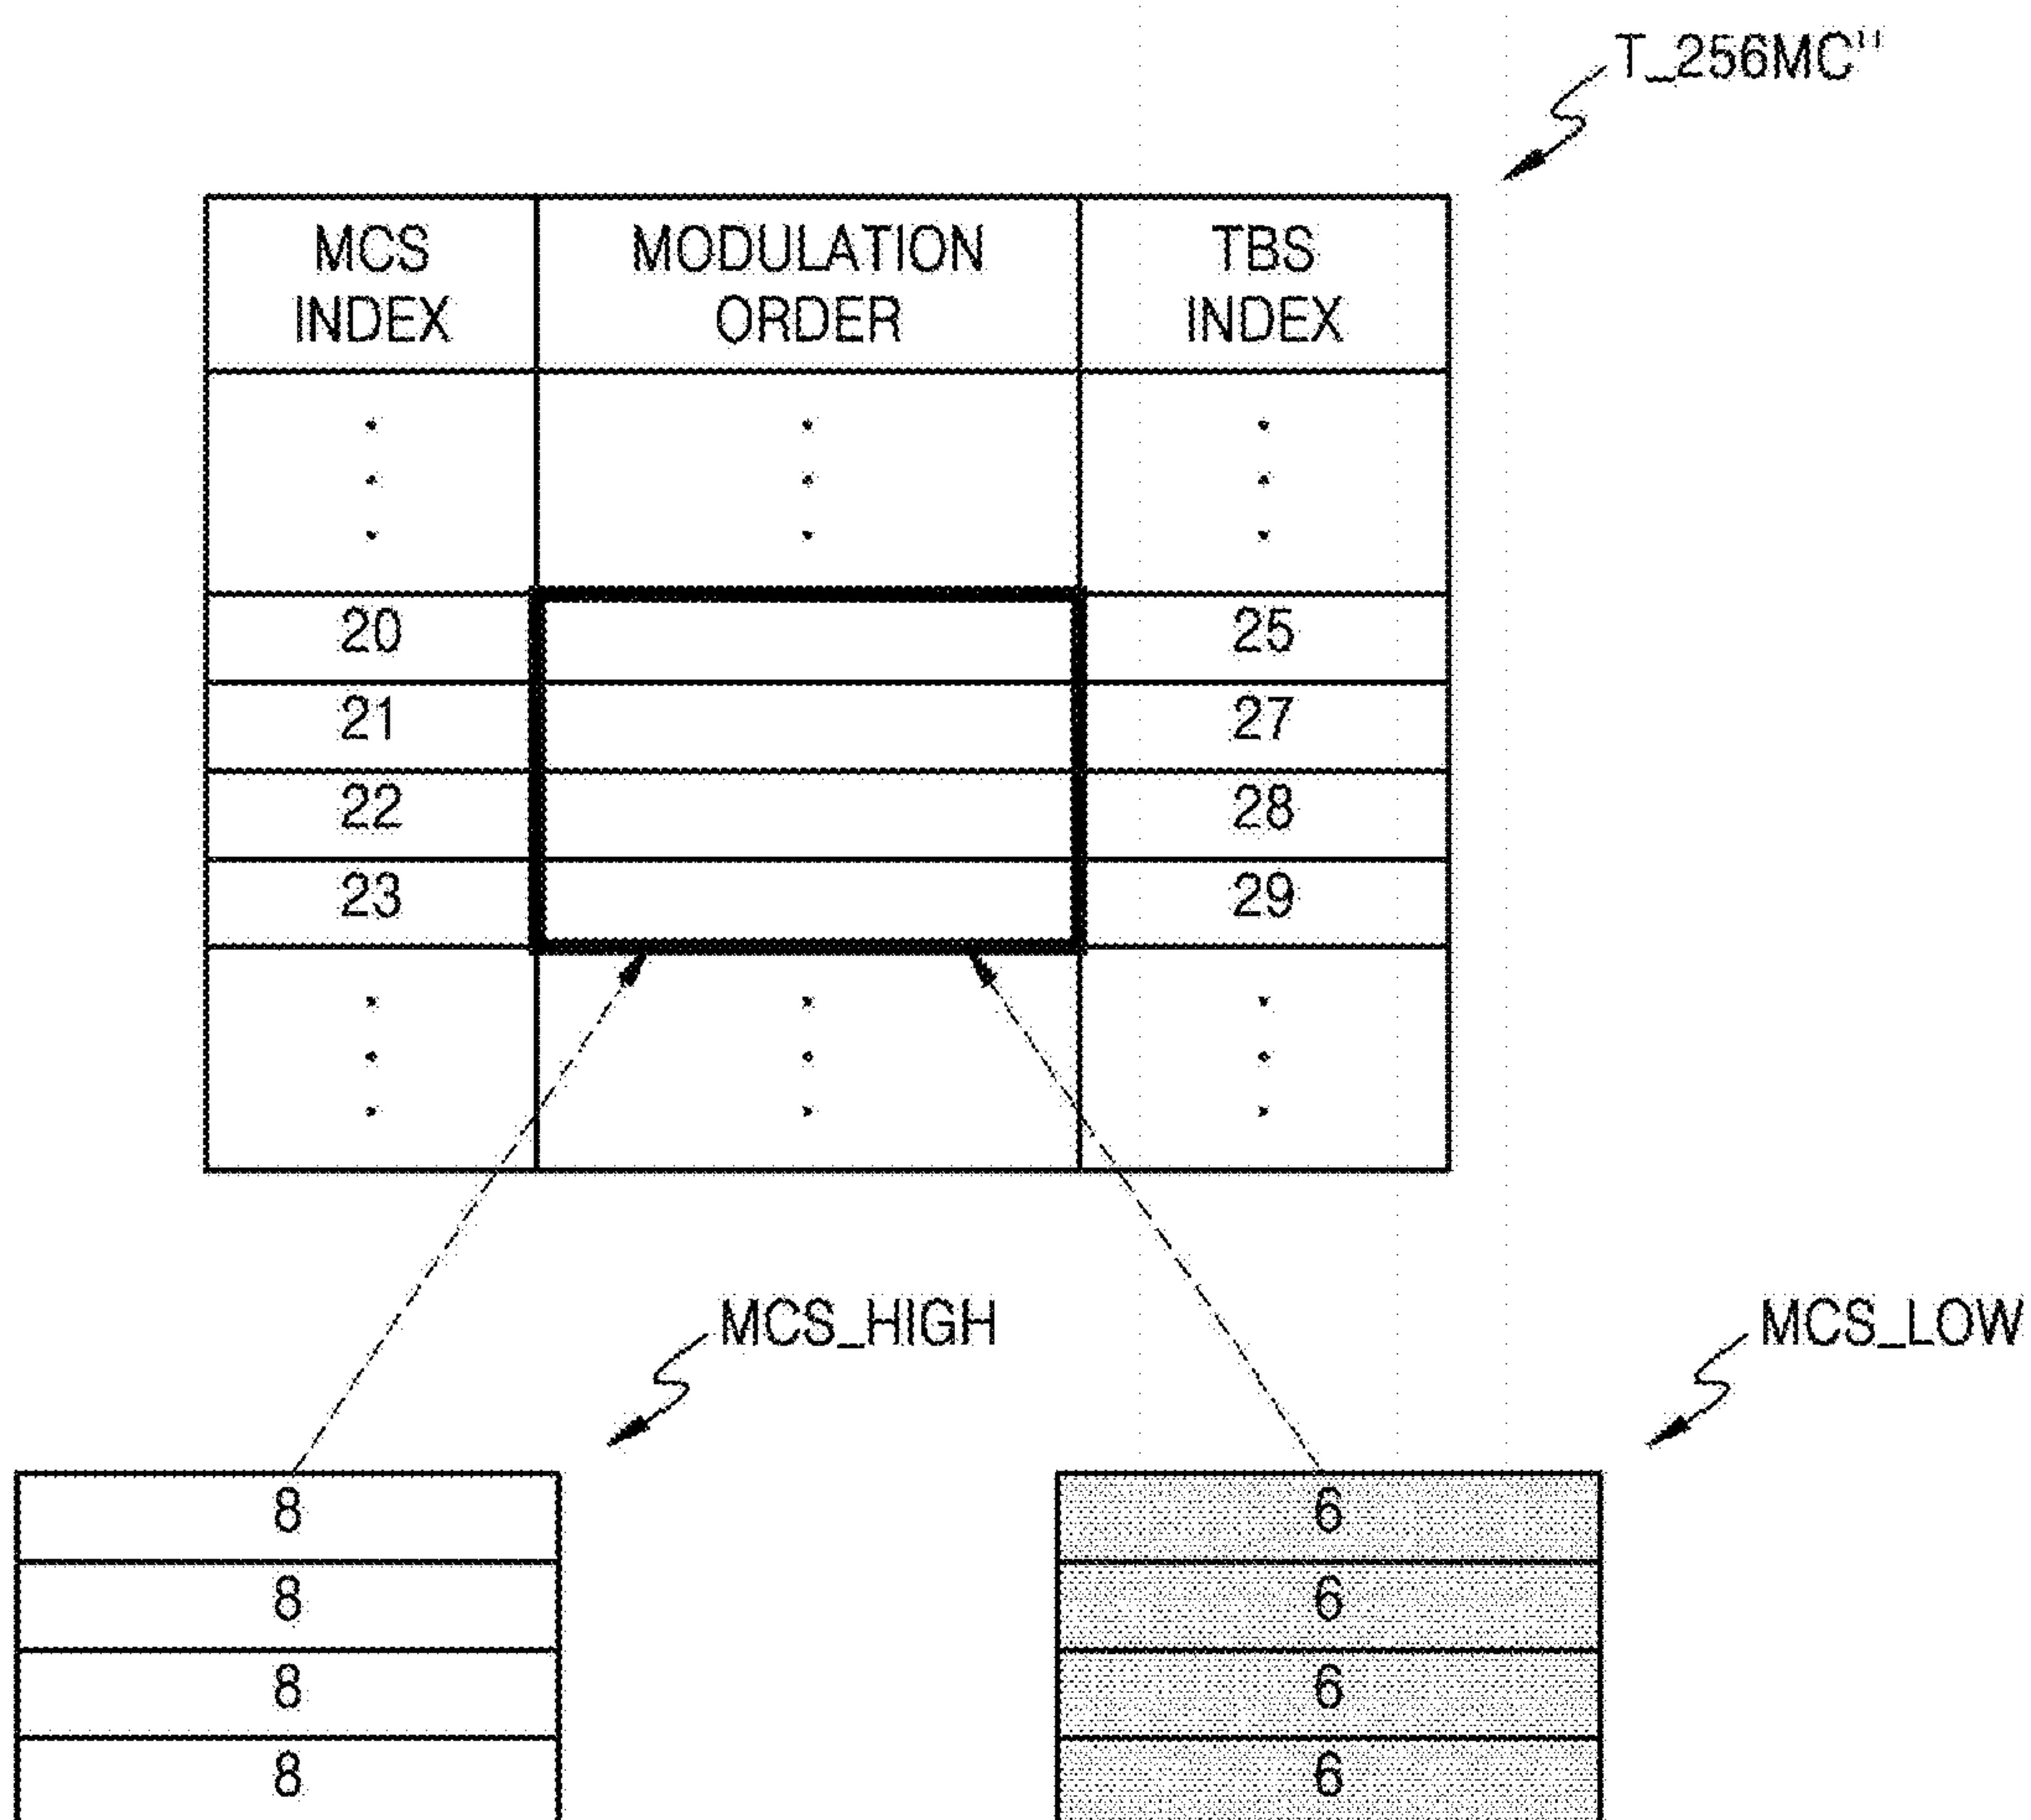 T_256MC"
MCS INDEX
MODULATION ORDER
TBS INDEX
20 25
21 27
22 28
23 29
MCS_HIGH
MCS_LOW
8 6
8 6
8 6
8 6